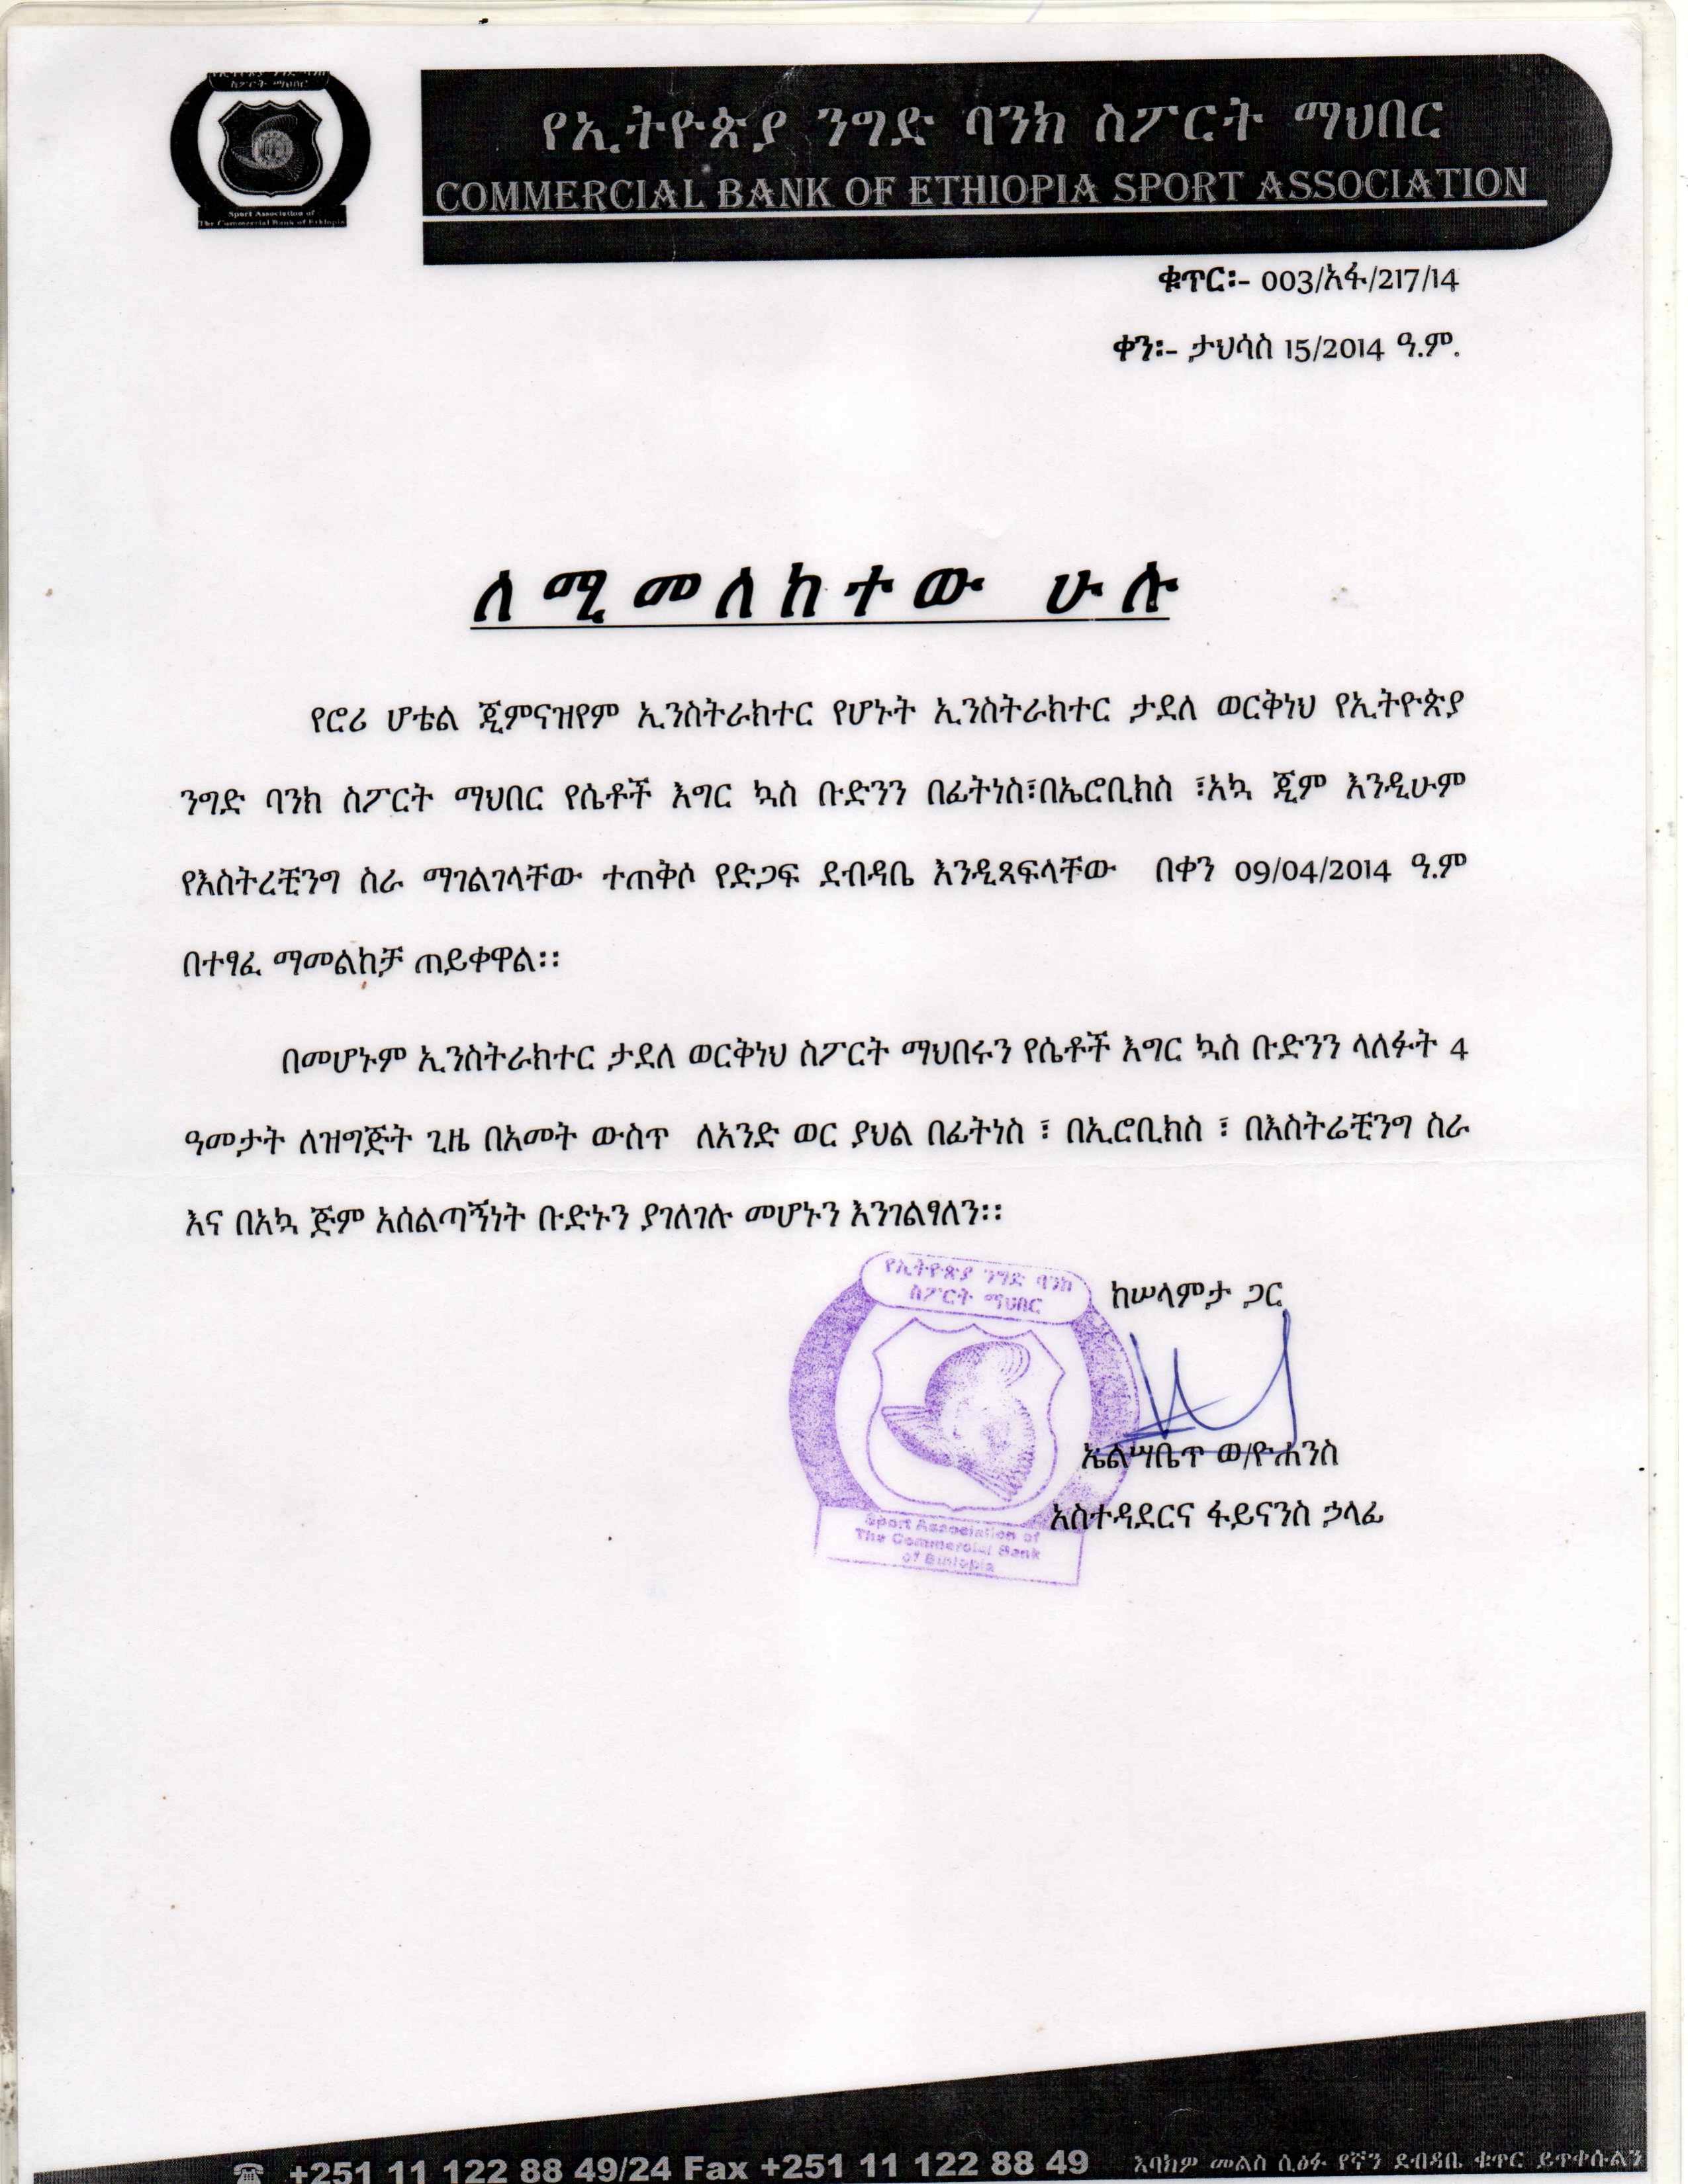 የኢትዮጵያ ንግድ ባንክ ስፖርት ማህበር
COMMERCIAL BANK OF ETHIOPIA SPORT ASSOCIATION
ስፖርት ማህበር
Sport Association of
The Commercial Bank of Ethiopia
ቁጥር፡- 003/አፋ/217/14
ቀን፡- ታህሳስ 15/2014 ዓ.ም.
ለሚመለከተው ሁሉ
የሮሪ ሆቴል ጂምናዝየም ኢንስትራክተር የሆኑት ኢንስትራክተር ታደለ ወርቅነህ የኢትዮጵያ
ንግድ ባንክ ስፖርት ማህበር የሴቶች እግር ኳስ ቡድንን በፊትነስ፣በኤሮቢክስ ፣አኳ ጂም እንዲሁም
የእስትረቺንግ ስራ ማገልገላቸው ተጠቅሶ የድጋፍ ደብዳቤ እንዲጻፍላቸው በቀን 09/04/2014 ዓ.ም
በተፃፈ ማመልከቻ ጠይቀዋል፡፡
በመሆኑም ኢንስትራክተር ታደለ ወርቅነህ ስፖርት ማህበሩን የሴቶች እግር ኳስ ቡድንን ላለፉት 4
ዓመታት ለዝግጅት ጊዜ በአመት ውስጥ ለአንድ ወር ያህል በፊትነስ ፣ በኢሮቢክስ ፣ በእስትሬቺንግ ስራ
እና በአኳ ጅም አሰልጣኝነት ቡድኑን ያገለገሉ መሆኑን እንገልፃለን፡፡
ከሠላምታ ጋር
የኢትዮጵያ ንግድ ባንክ
ስፖርት ማህበር
ኤልሣቤጥ ወ/ዮሐንስ
አስተዳደርና ፋይናንስ ኃላፊ
Sport Association of
The Commercial Bank
of Ethiopia
☎ +251 11 122 88 49/24 Fax +251 11 122 88 49 እባክዎ መልስ ሲፅፉ የኛን ደብዳቤ ቁጥር ይጥቀሱልን